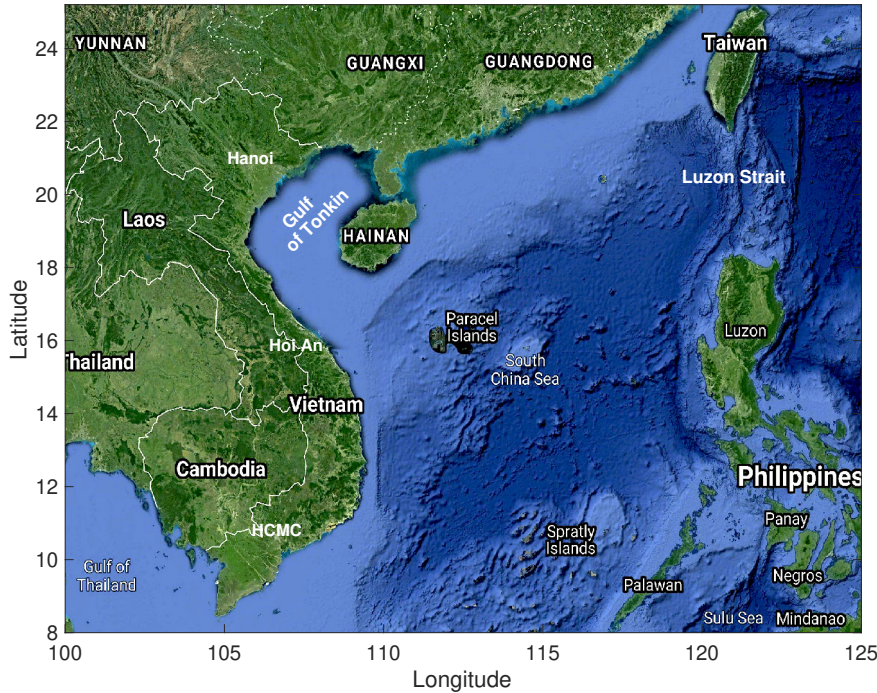 24
22
20
18
16
14
12
10
8
Latitude
YUNNAN
GUANGXI
GUANGDONG
Taiwan
Hanoi
Luzon Strait
Laos
Gulf
of Tonkin
HAINAN
Paracel
Islands
Luzon
Hoi An
South
China Sea
Thailand
Vietnam
Cambodia
Philippines
HCMC
Panay
Spratly
Islands
Gulf of
Thailand
Palawan
Negros
Sulu Sea
Mindanao
100
105
110
115
120
125
Longitude